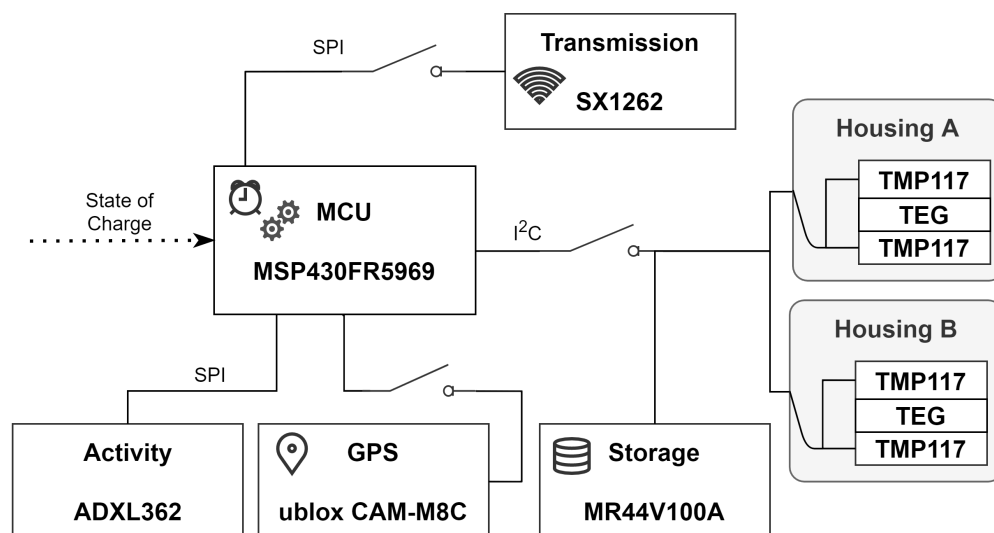 SPI
Transmission
SX1262
State of
Charge
MCU
MSP430FR5969
I²C
Housing A
TMP117
TEG
TMP117
Housing B
TMP117
TEG
TMP117
SPI
Activity
ADXL362
GPS
ublox CAM-M8C
Storage
MR44V100A